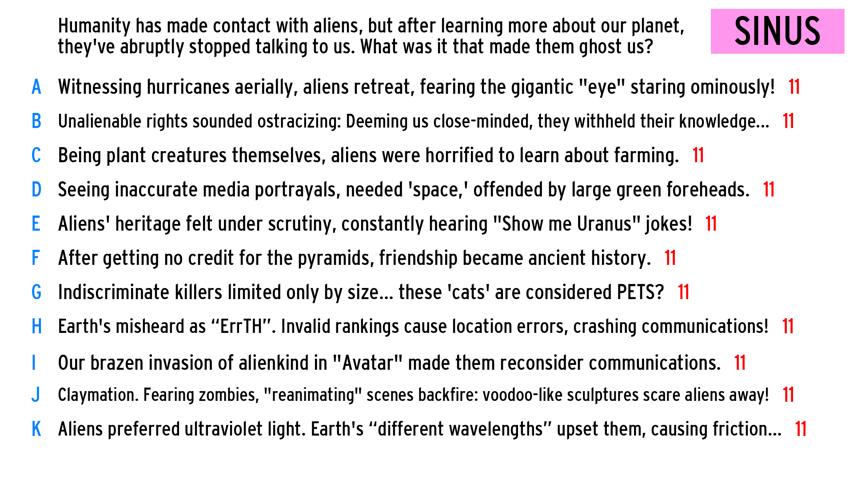 Humanity has made contact with aliens, but after learning more about our planet,
they've abruptly stopped talking to us. What was it that made them ghost us?
SINUS
A Witnessing hurricanes aerially, aliens retreat, fearing the gigantic "eye" staring ominously! 11
B Unalienable rights sounded ostracizing: Deeming us close-minded, they withheld their knowledge... 11
C Being plant creatures themselves, aliens were horrified to learn about farming. 11
D Seeing inaccurate media portrayals, needed 'space,' offended by large green foreheads. 11
E Aliens' heritage felt under scrutiny, constantly hearing "Show me Uranus" jokes! 11
F After getting no credit for the pyramids, friendship became ancient history. 11
G Indiscriminate killers limited only by size... these 'cats' are considered PETS? 11
H Earth's misheard as “ErrTH”. Invalid rankings cause location errors, crashing communications! 11
I Our brazen invasion of alienkind in "Avatar" made them reconsider communications. 11
J Claymation. Fearing zombies, "reanimating" scenes backfire: voodoo-like sculptures scare aliens away! 11
K Aliens preferred ultraviolet light. Earth's “different wavelengths” upset them, causing friction... 11